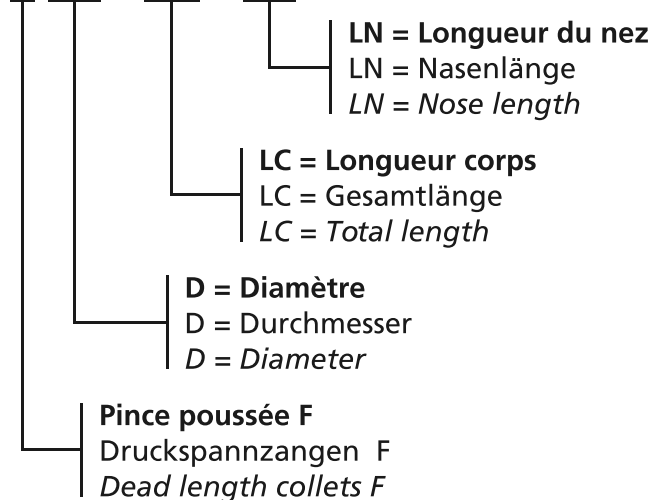 LN = Longueur du nez
LN = Nasenlänge
LN = Nose length
LC = Longueur corps
LC = Gesamtlänge
LC = Total length
D = Diamètre
D = Durchmesser
D = Diameter
Pince poussée F
Druckspannzangen F
Dead length collets F